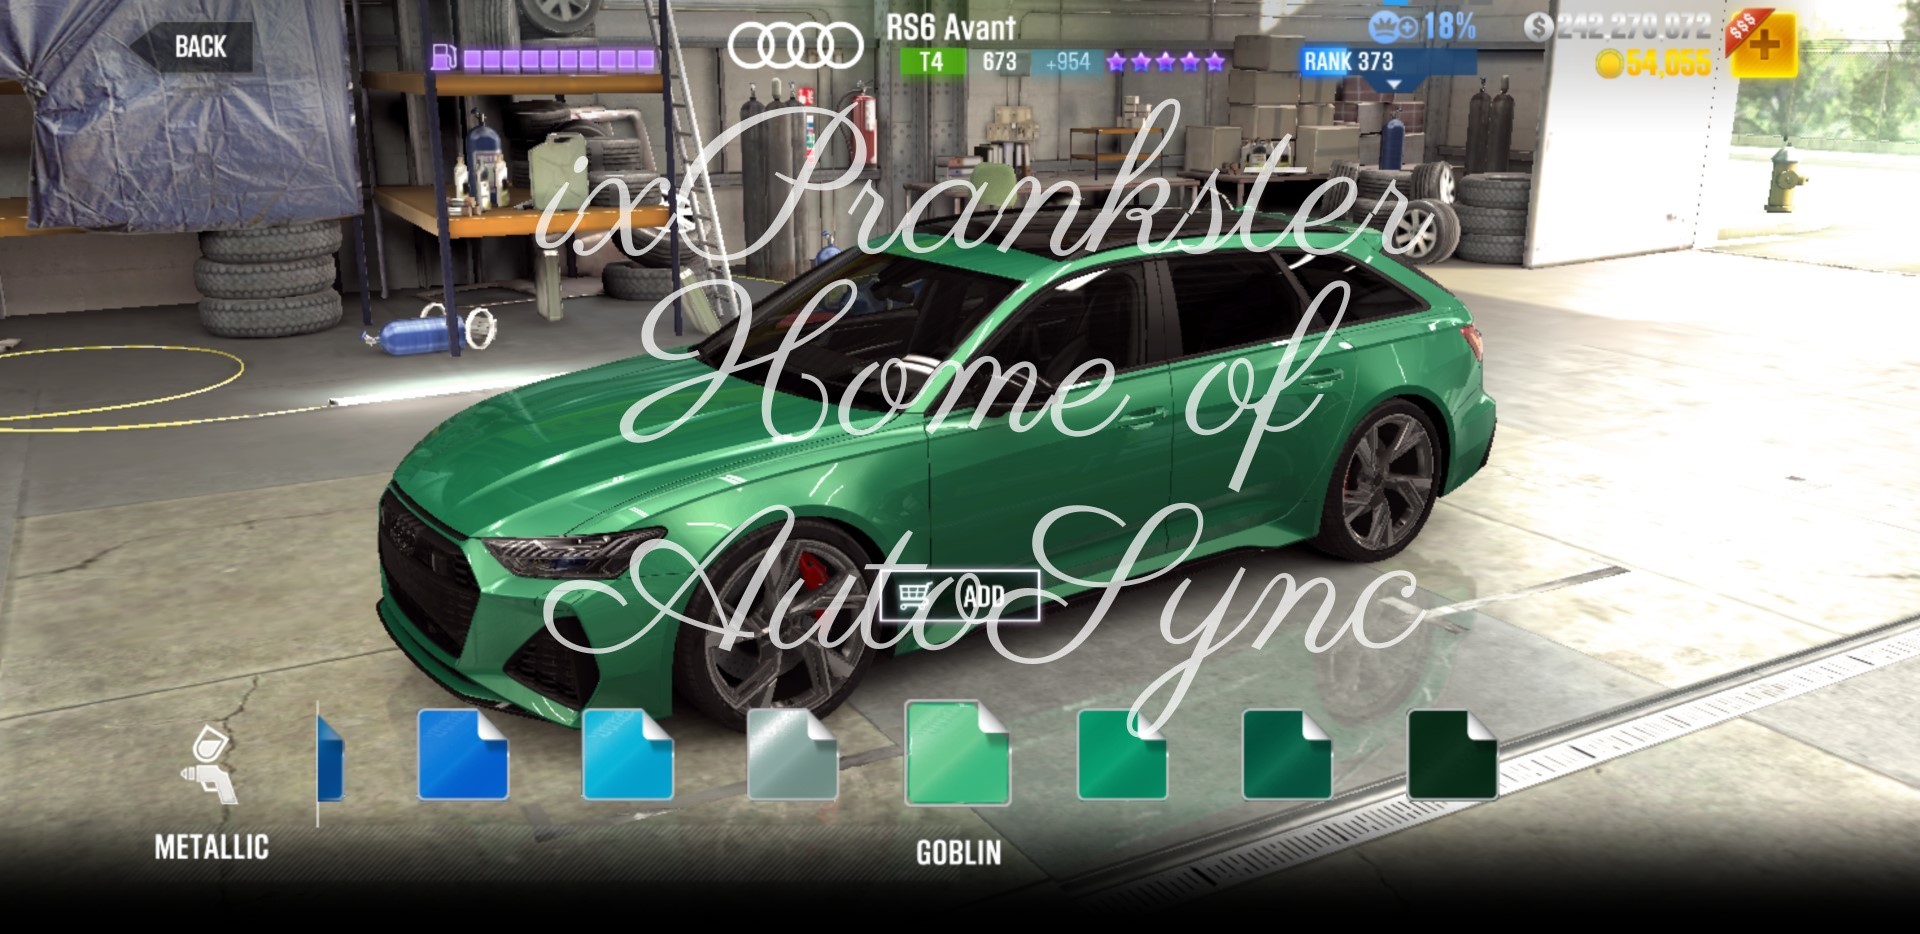 BACK
RS6 Avant
T4 673 +954
18%
RANK 373
242,270,072
54,055
$$$
ixPrankster
Home of
AutoSync
ADD
METALLIC
GOBLIN